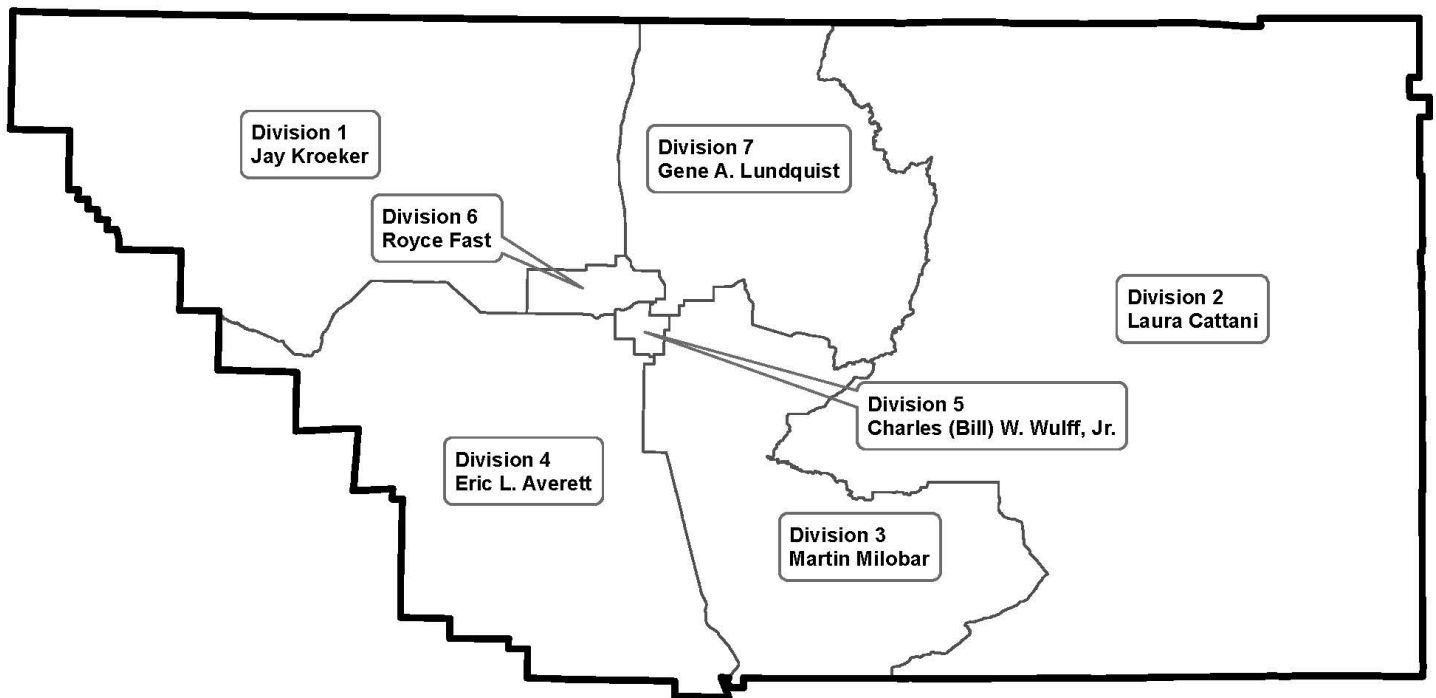 Division 1
Jay Kroeker
Division 7
Gene A. Lundquist
Division 6
Royce Fast
Division 2
Laura Cattani
Division 5
Charles (Bill) W. Wulff, Jr.
Division 4
Eric L. Averett
Division 3
Martin Milobar